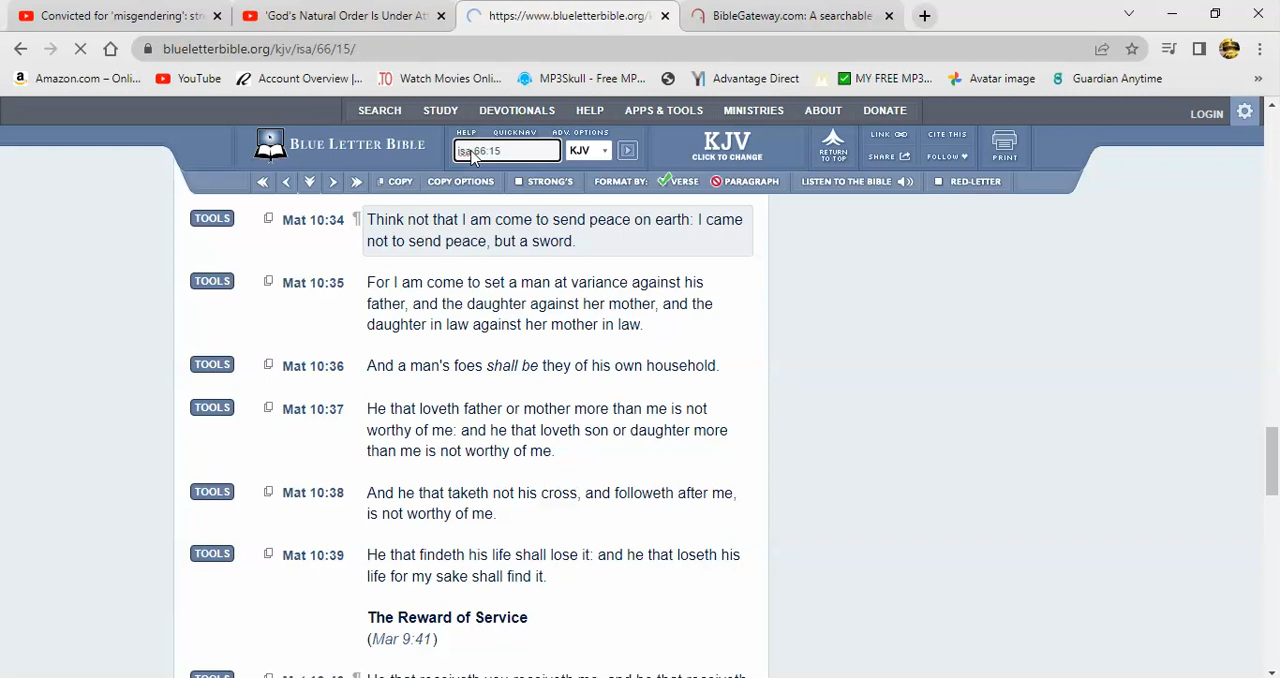 Convicted for 'misgendering': str
'God's Natural Order Is Under Att
https://www.blueletterbible.org/
BibleGateway.com: A searchable
blueletterbible.org/kjv/isa/66/15/
Amazon.com – Onli...
YouTube
Account Overview |...
Watch Movies Onlin...
MP3Skull - Free MP...
Advantage Direct
MY FREE MP3...
Avatar image
Guardian Anytime
»
SEARCH STUDY DEVOTIONALS HELP APPS & TOOLS MINISTRIES ABOUT DONATE
LOGIN
HELP QUICKNAV ADV. OPTIONS
BLUE LETTER BIBLE
isa 66:15
KJV
KJV
CLICK TO CHANGE
RETURN
TO TOP
LINK
CITE THIS
SHARE
FOLLOW
PRINT
COPY COPY OPTIONS STRONG'S FORMAT BY: VERSE PARAGRAPH LISTEN TO THE BIBLE RED-LETTER
TOOLS Mat 10:34 ¶ Think not that I am come to send peace on earth: I came
not to send peace, but a sword.
TOOLS Mat 10:35 For I am come to set a man at variance against his
father, and the daughter against her mother, and the
daughter in law against her mother in law.
TOOLS Mat 10:36 And a man's foes shall be they of his own household.
TOOLS Mat 10:37 He that loveth father or mother more than me is not
worthy of me: and he that loveth son or daughter more
than me is not worthy of me.
TOOLS Mat 10:38 And he that taketh not his cross, and followeth after me,
is not worthy of me.
TOOLS Mat 10:39 He that findeth his life shall lose it: and he that loseth his
life for my sake shall find it.
The Reward of Service
(Mar 9:41)